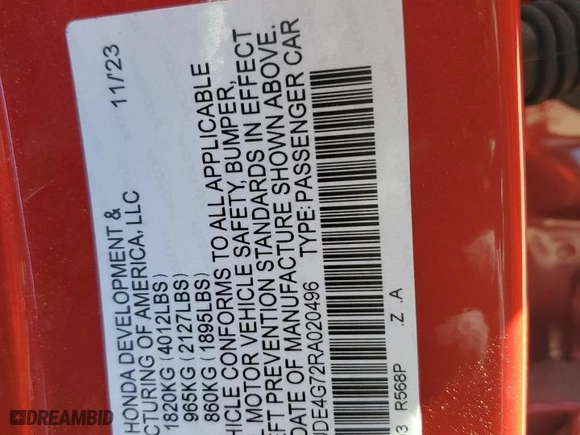 HONDA DEVELOPMENT & 11/'23
CTURING OF AMERICA, LLC
1820KG (4012LBS)
965KG (2127LBS)
860KG (1895LBS)
HICLE CONFORMS TO ALL APPLICABLE
MOTOR VEHICLE SAFETY, BUMPER,
EFT PREVENTION STANDARDS IN EFFECT
DATE OF MANUFACTURE SHOWN ABOVE.
DE4G72RA020496 TYPE: PASSENGER CAR
3 R568P .Z .A
DREAMBID